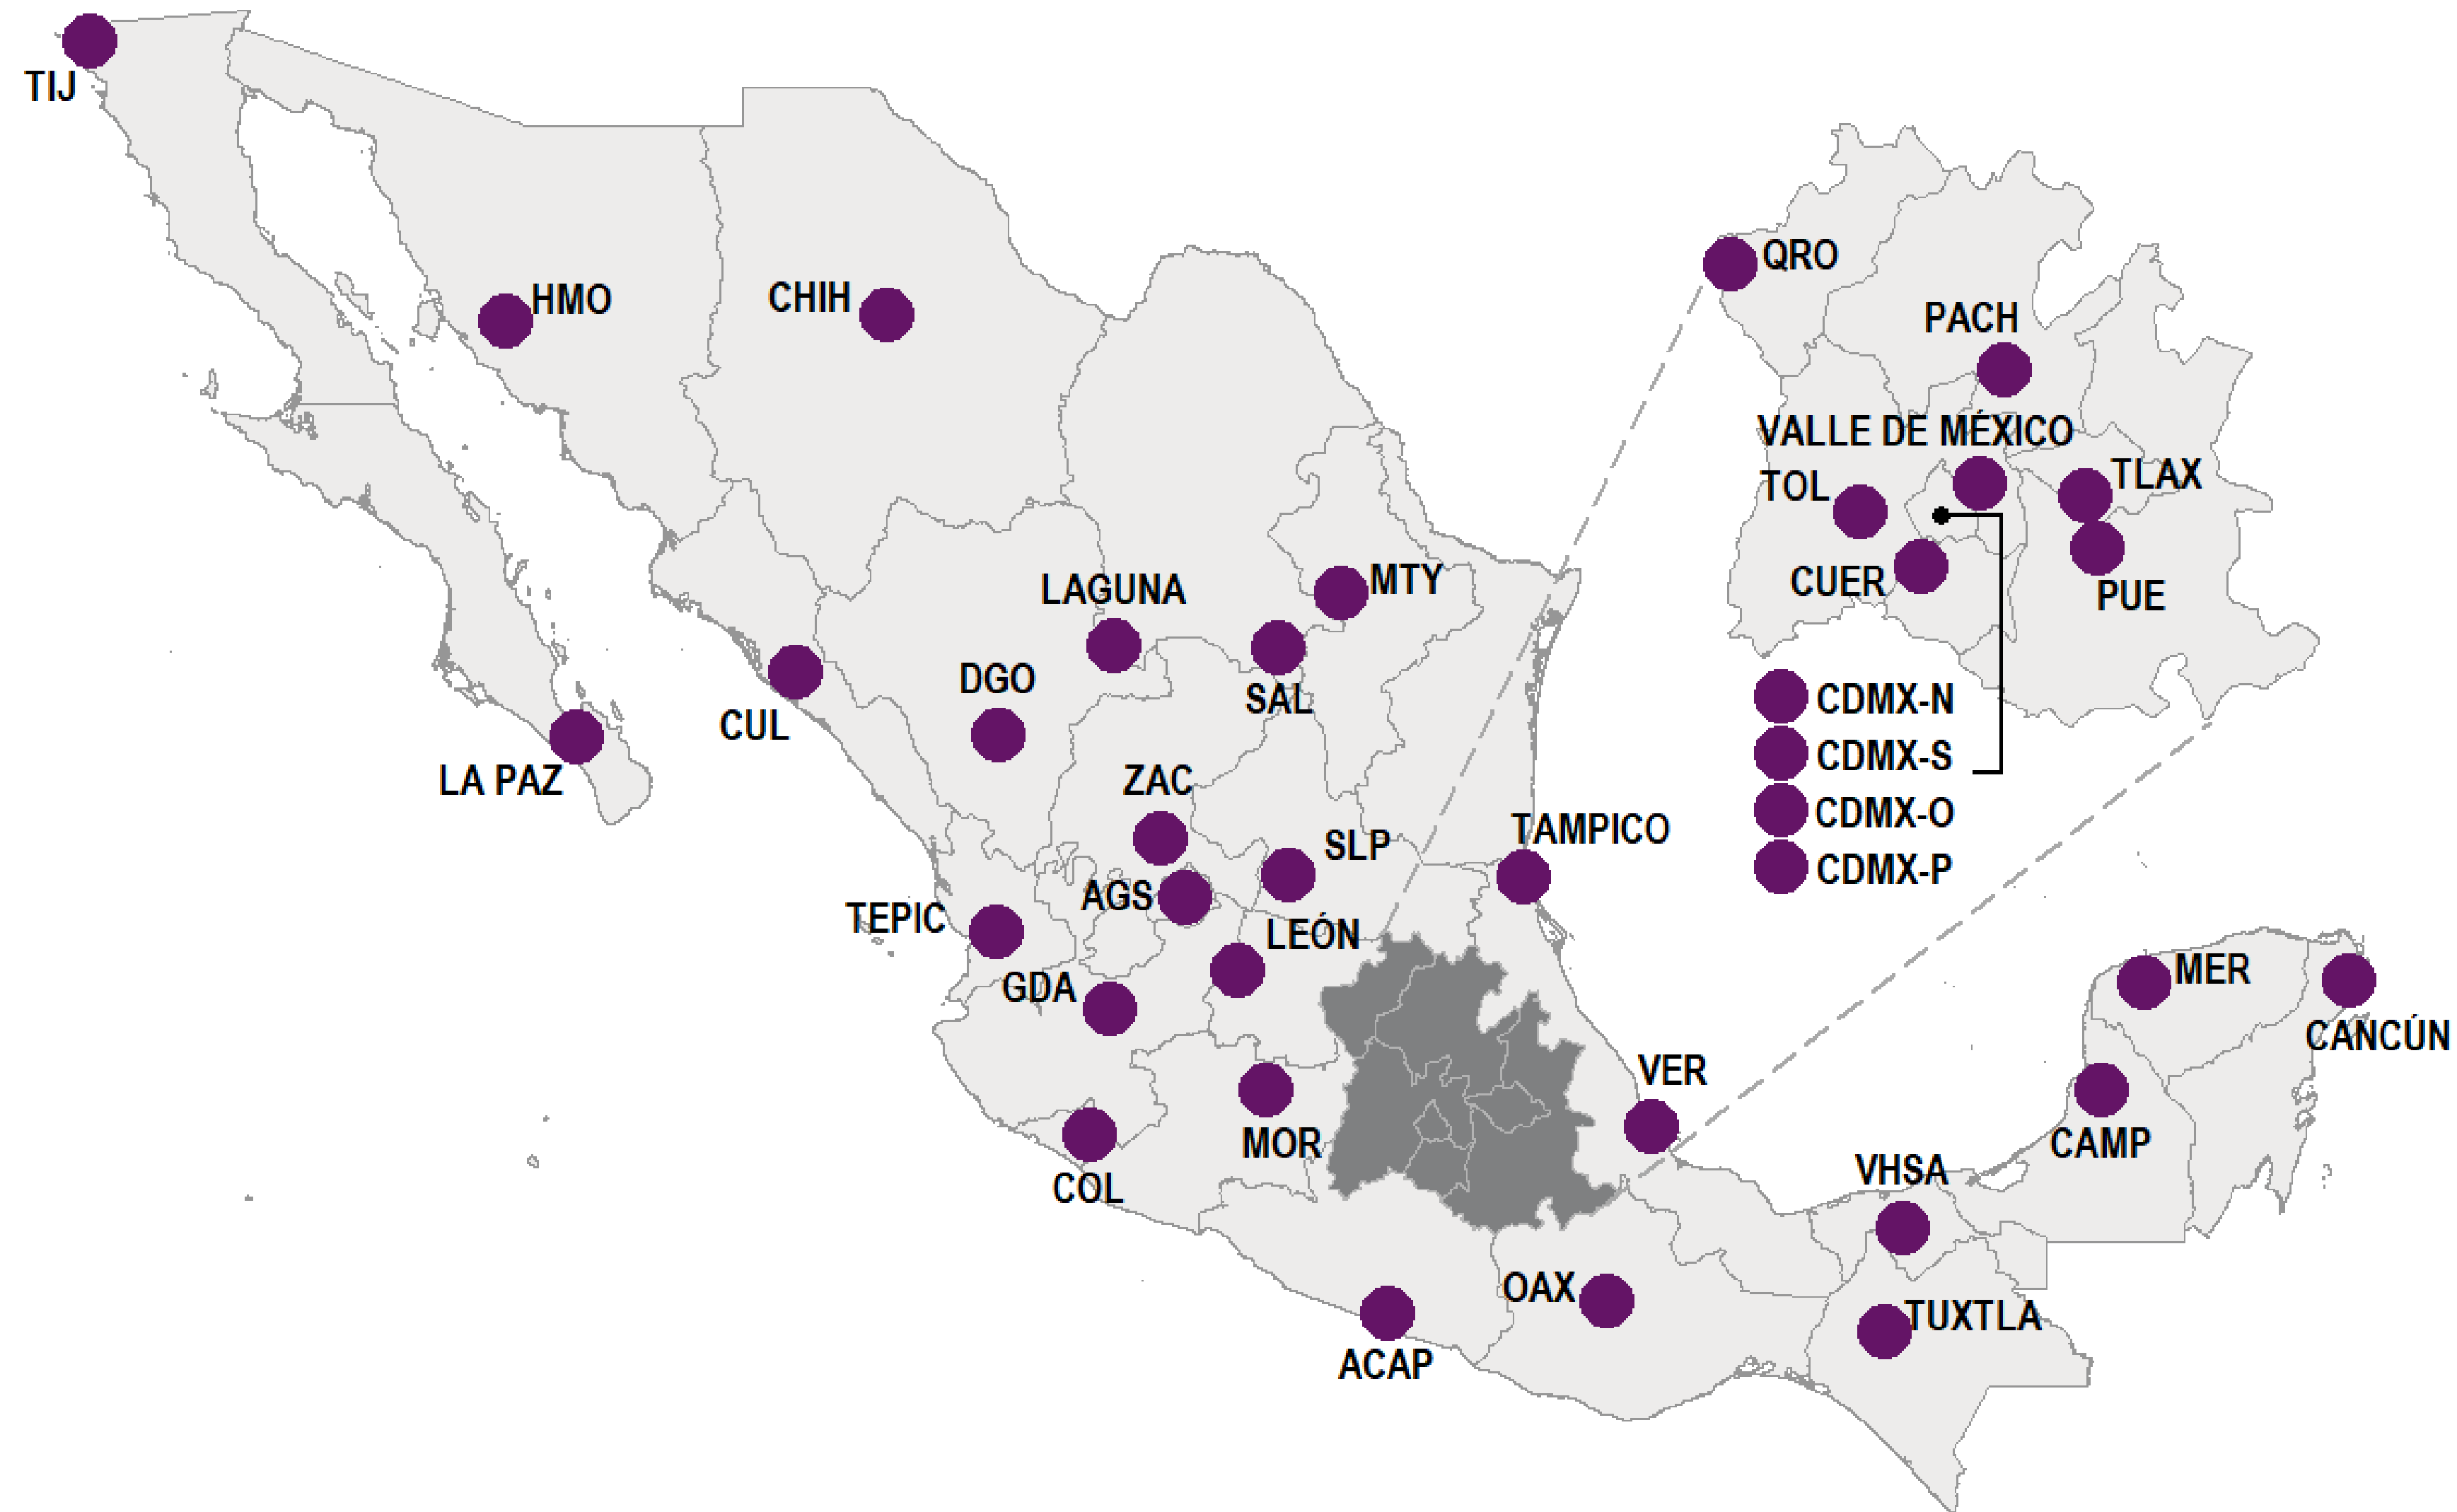 TIJ
QRO
HMO
CHIH
PACH
VALLE DE MÉXICO
TOL
TLAX
CUER
PUE
LAGUNA
MTY
DGO
SAL
CUL
LA PAZ
CDMX-N
CDMX-S
CDMX-O
CDMX-P
ZAC
SLP
TAMPICO
AGS
TEPIC
LEÓN
GDA
MER
CANCÚN
VER
MOR
CAMP
COL
VHSA
OAX
TUXTLA
ACAP